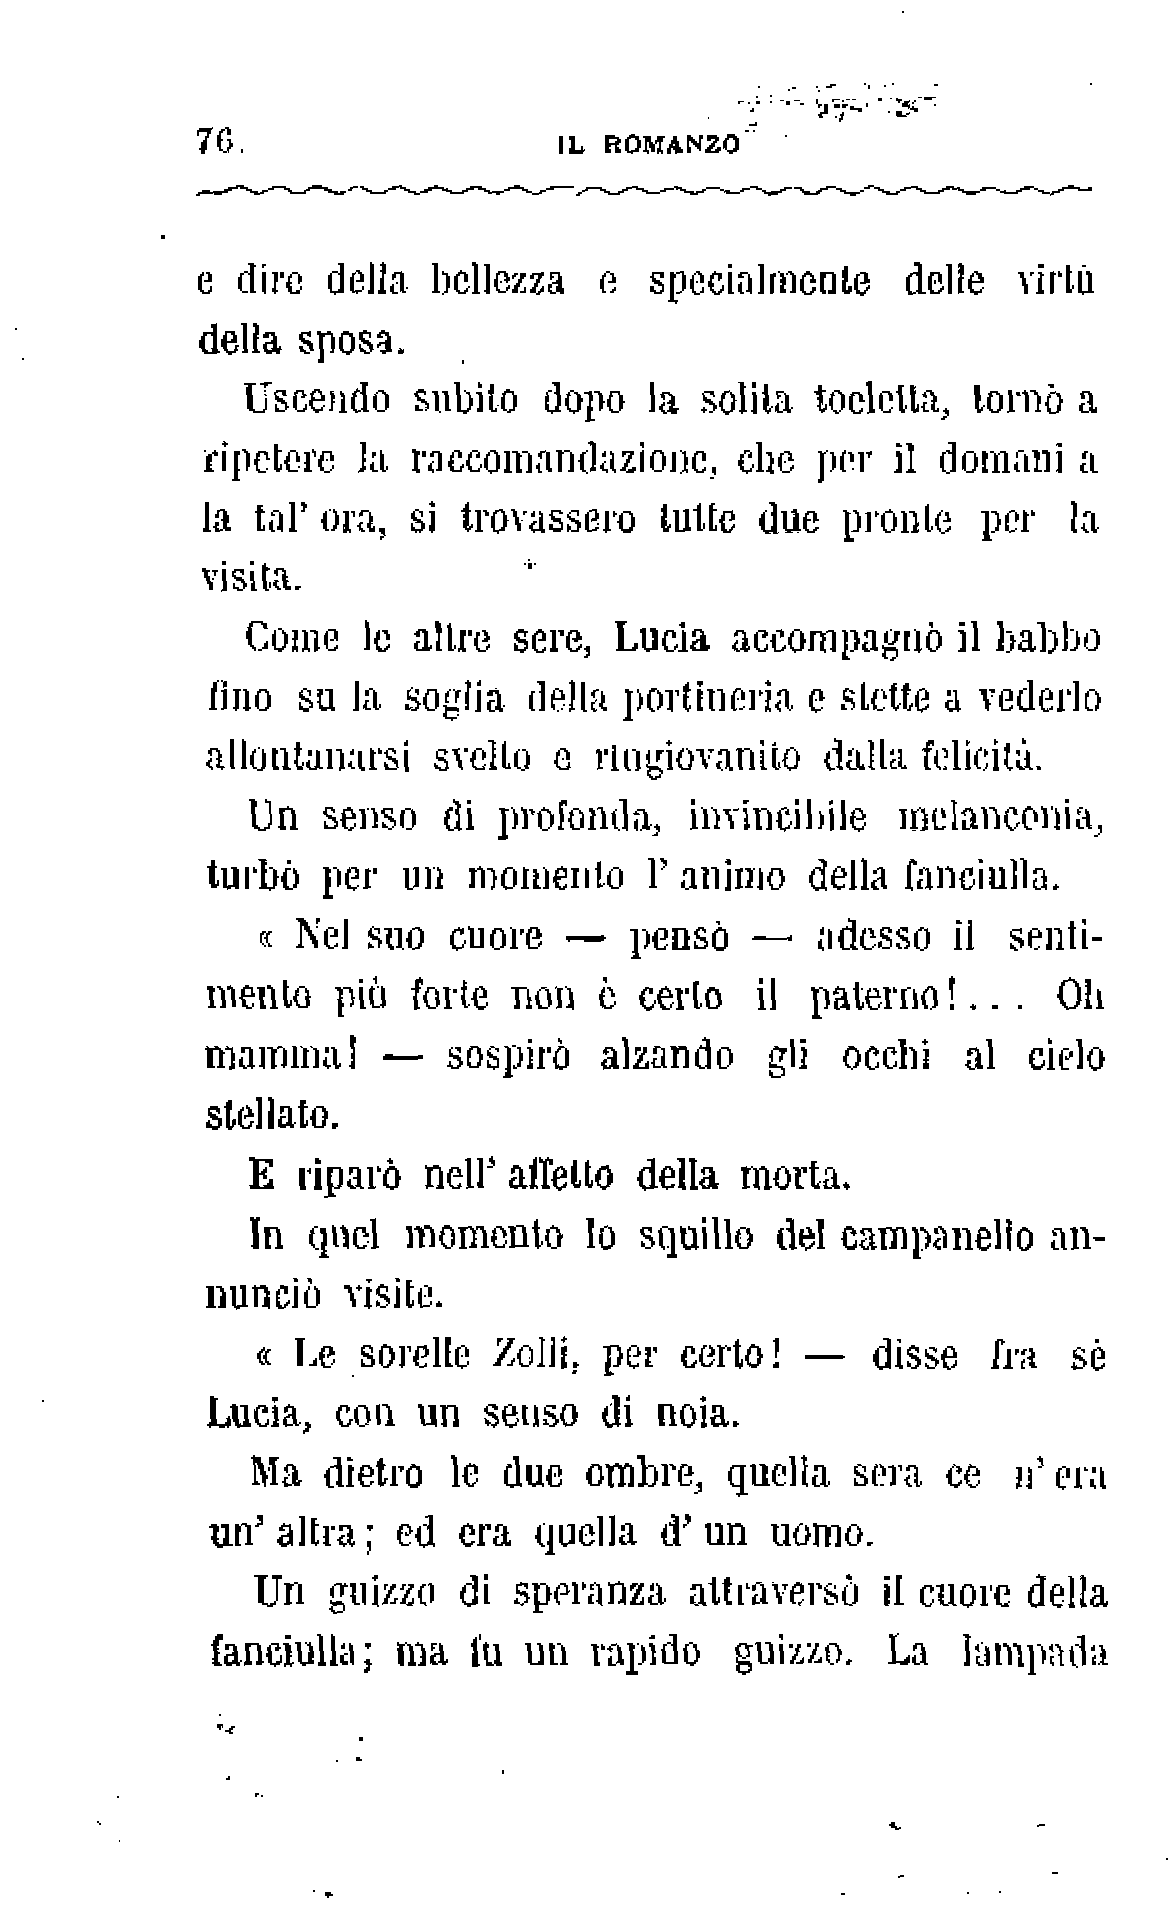 76. IL ROMANZO
e dire della bellezza e specialmente delle virtù
della sposa.
Uscendo subito dopo la solita tocletta, tornò a
ripetere la raccomandazione, che per il domani a
la tal' ora, si trovassero tutte due pronte per la
visita.
Come le altre sere, Lucia accompagnò il babbo
fino su la soglia della portineria e stette a vederlo
allontanarsi svelto e ringiovanito dalla felicità.
Un senso di profonda, invincibile melanconia,
turbò per un momento l' animo della fanciulla.
« Nel suo cuore — pensò — adesso il senti-
mento più forte non è certo il paterno!... Oh
mamma! — sospirò alzando gli occhi al cielo
stellato.
E riparò nell' affetto della morta.
In quel momento lo squillo del campanello an-
nunciò visite.
« Le sorelle Zolli, per certo! — disse fra sè
Lucia, con un senso di noia.
Ma dietro le due ombre, quella sera ce n' era
un' altra; ed era quella d' un uomo.
Un guizzo di speranza attraversò il cuore della
fanciulla; ma fu un rapido guizzo. La lampada